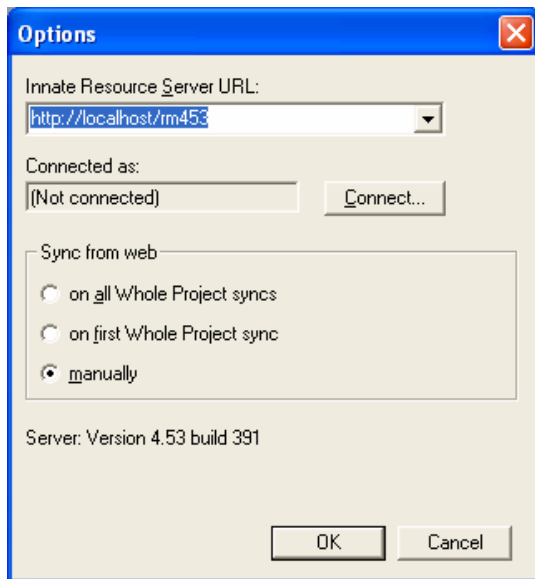 Options
Innate Resource Server URL:
http://localhost/rm453
Connected as:
(Not connected)
Connect...
Sync from web
on all Whole Project syncs
on first Whole Project sync
manually
Server: Version 4.53 build 391
OK
Cancel